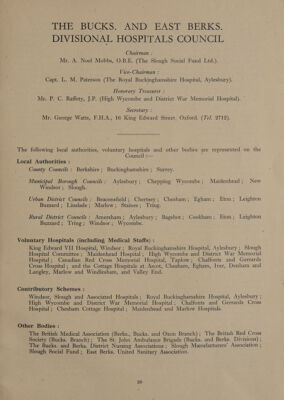 THE BUCKS. AND EAST BERKS.
DIVISIONAL HOSPITALS COUNCIL
Chairman :
Mr. A. Noel Mobbs, O.B.E. (The Slough Social Fund Ltd.).
Vice-Chairman :
Capt. L. M. Paterson (The Royal Buckinghamshire Hospital, Aylesbury).
Honorary Treasurer :
Mr. P. C. Raffety, J.P. (High Wycombe and District War Memorial Hospital).
Secretary :
Mr. George Watts, F.H.A., 16 King Edward Street, Oxford. (Tel. 2712).
The following local authorities, voluntary hospitals and other bodies are represented on the
Council :—
Local Authorities :
County Councils : Berkshire ; Buckinghamshire ; Surrey.
Municipal Borough Councils : Aylesbury ; Chepping Wycombe ; Maidenhead ; New
Windsor ; Slough.
Urban District Councils : Beaconsfield ; Chertsey ; Chesham ; Egham ; Eton ; Leighton
Buzzard ; Linslade ; Marlow ; Staines ; Tring.
Rural District Councils : Amersham ; Aylesbury ; Bagshot ; Cookham ; Eton ; Leighton
Buzzard ; Tring ; Windsor ; Wycombe.
Voluntary Hospitals (including Medical Staffs) :
King Edward VII Hospital, Windsor ; Royal Buckinghamshire Hospital, Aylesbury ; Slough
Hospital Committee ; Maidenhead Hospital ; High Wycombe and District War Memorial
Hospital ; Canadian Red Cross Memorial Hospital, Taplow ; Chalfonts and Gerrards
Cross Hospital ; and the Cottage Hospitals at Ascot, Chesham, Egham, Iver, Denham and
Langley, Marlow and Windlesham, and Valley End.
Contributory Schemes :
Windsor, Slough and Associated Hospitals ; Royal Buckinghamshire Hospital, Aylesbury ;
High Wycombe and District War Memorial Hospital ; Chalfonts and Gerrards Cross
Hospital ; Chesham Cottage Hospital ; Maidenhead and Marlow Hospitals.
Other Bodies :
The British Medical Association (Berks., Bucks. and Oxon Branch) ; The British Red Cross
Society (Bucks. Branch) ; The St. John Ambulance Brigade (Bucks. and Berks. Divisions) ;
The Bucks. and Berks. District Nursing Associations ; Slough Manufacturers' Association ;
Slough Social Fund ; East Berks. United Sanitary Association.